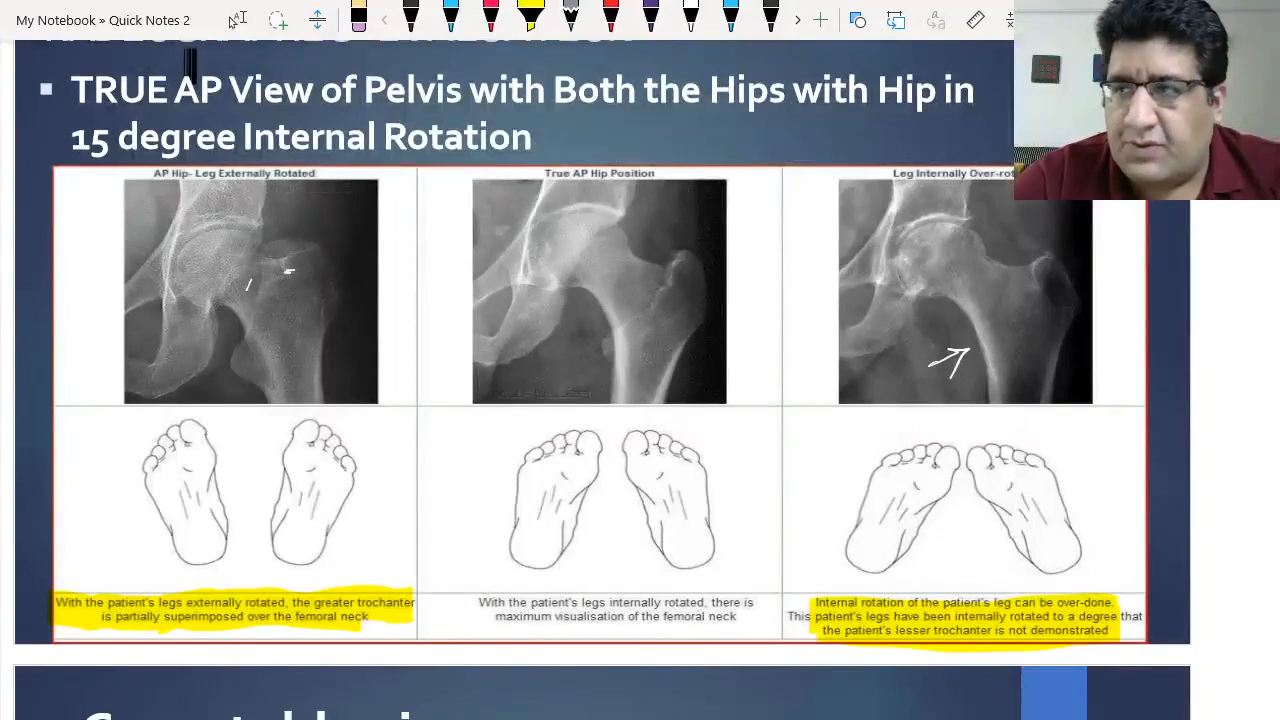 My Notebook » Quick Notes 2
TRUE AP View of Pelvis with Both the Hips with Hip in
15 degree Internal Rotation
AP Hip- Leg Externally Rotated
True AP Hip Position
Leg Internally
With the patient's legs externally rotated, the greater trochanter
is partially superimposed over the femoral neck
With the patient's legs internally rotated, there is
maximum visualisation of the femoral neck
Internal rotation of the patient's leg can be over-done.
This patient's legs have been internally rotated to a degree that
the patient's lesser trochanter is not demonstrated